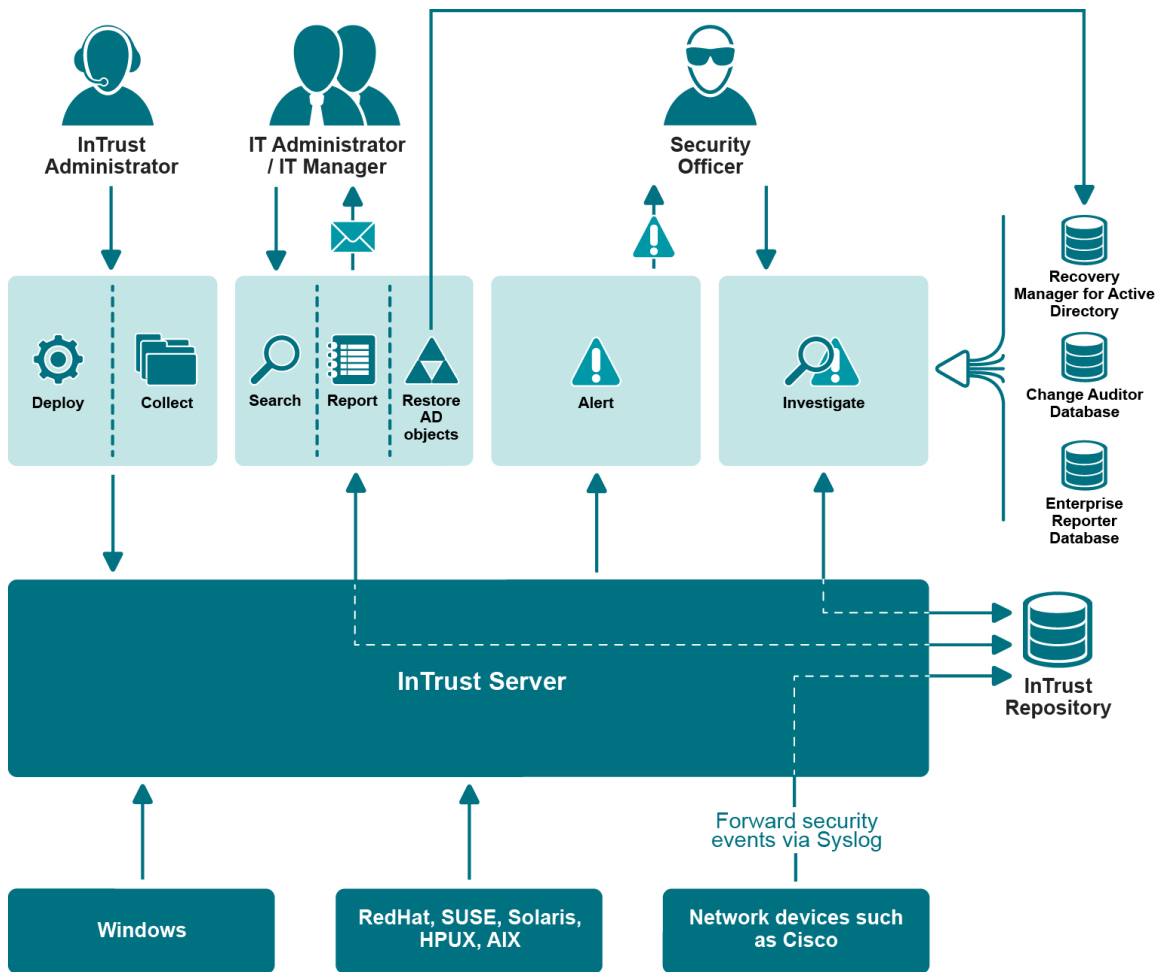 InTrust
Administrator
IT Administrator
/ IT Manager
Security
Officer
Deploy
Collect
Search
Report
Restore
AD
objects
Alert
Investigate
Recovery
Manager for Active
Directory
Change Auditor
Database
Enterprise
Reporter
Database
InTrust Server
InTrust
Repository
Forward security
events via Syslog
Windows
RedHat, SUSE, Solaris,
HPUX, AIX
Network devices such
as Cisco